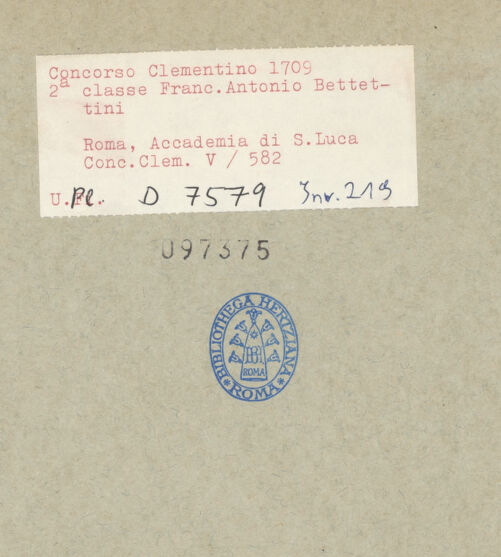 Concorso Clementino 1709
2ª classe Franc. Antonio Bettet-
tini
Roma, Accademia di S.Luca
Conc.Clem. V / 582
U. Pl. D 7579 Inv. 219
097375
BIBLIOTHECA HERTZIANA
ROMA
ROMA